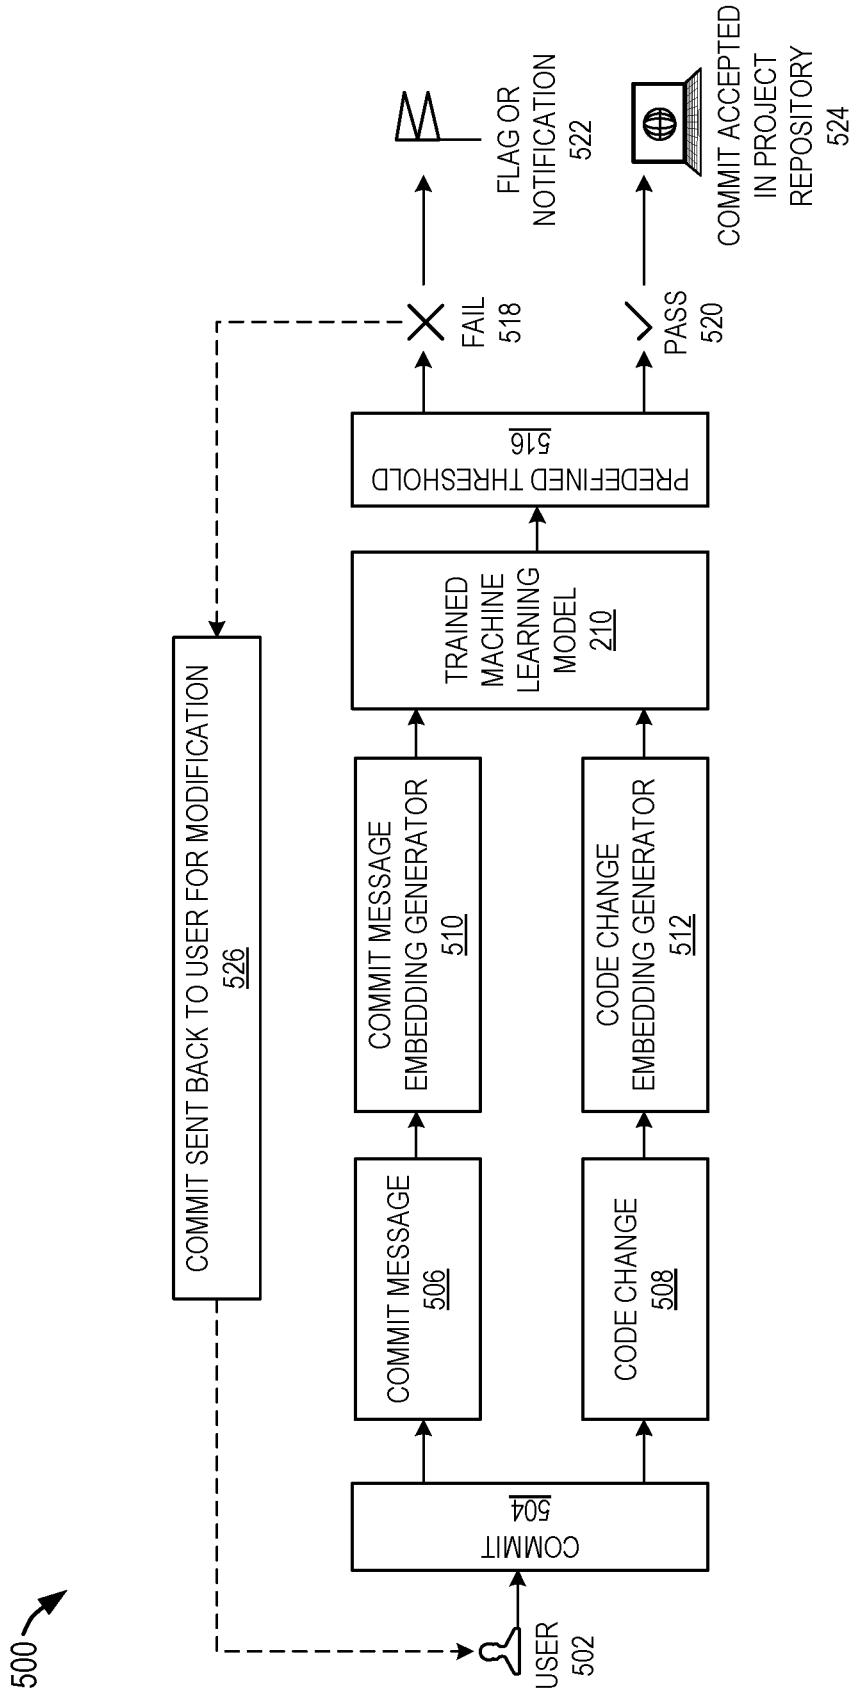 500
COMMIT SENT BACK TO USER FOR MODIFICATION
526
USER
502
COMMIT
504
COMMIT MESSAGE
506
CODE CHANGE
508
COMMIT MESSAGE
EMBEDDING GENERATOR
510
CODE CHANGE
EMBEDDING GENERATOR
512
TRAINED
MACHINE
LEARNING
MODEL
210
PREDEFINED THRESHOLD
516
FAIL
518
PASS
520
FLAG OR
NOTIFICATION
522
COMMIT ACCEPTED
IN PROJECT
REPOSITORY
524